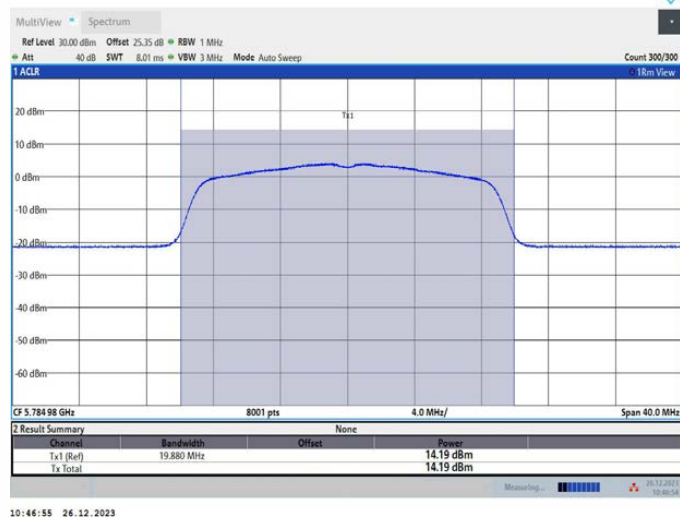 MultiView Spectrum
Ref Level 30.00 dBm Offset 25.35 dB RBW 1 MHz
Att 40 dB SWT 8.01 ms VBW 3 MHz Mode Auto Sweep Count 300/300
1 ACLR 1Rm View
Tx1
20 dBm
10 dBm
0 dBm
-10 dBm
-20 dBm
-30 dBm
-40 dBm
-50 dBm
-60 dBm
CF 5.784 98 GHz 8001 pts 4.0 MHz/ Span 40.0 MHz
2 Result Summary None
Channel Bandwidth Offset Power
Tx1 (Ref) 19.880 MHz 14.19 dBm
Tx Total 14.19 dBm
Measuring... 26.12.2023
10:46:54
10:46:55 26.12.2023